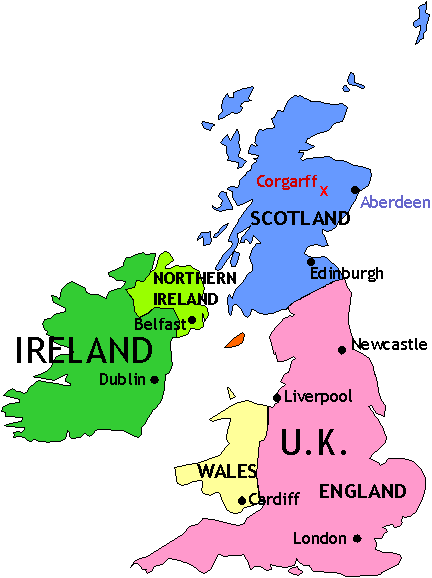 Corgarff x
Aberdeen
SCOTLAND
Edinburgh
NORTHERN
IRELAND
Belfast
IRELAND
Dublin
Newcastle
Liverpool
U.K.
WALES
ENGLAND
Cardiff
London